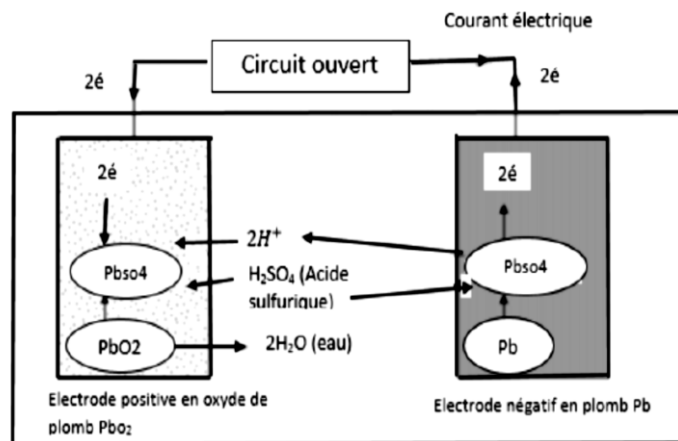 Courant électrique
Circuit ouvert
2é
2é
2é
2é
2H⁺
Pbso4
H₂SO₄ (Acide
sulfurique)
Pbso4
PbO2
2H₂O (eau)
Pb
Electrode positive en oxyde de
plomb Pbo₂
Electrode négatif en plomb Pb